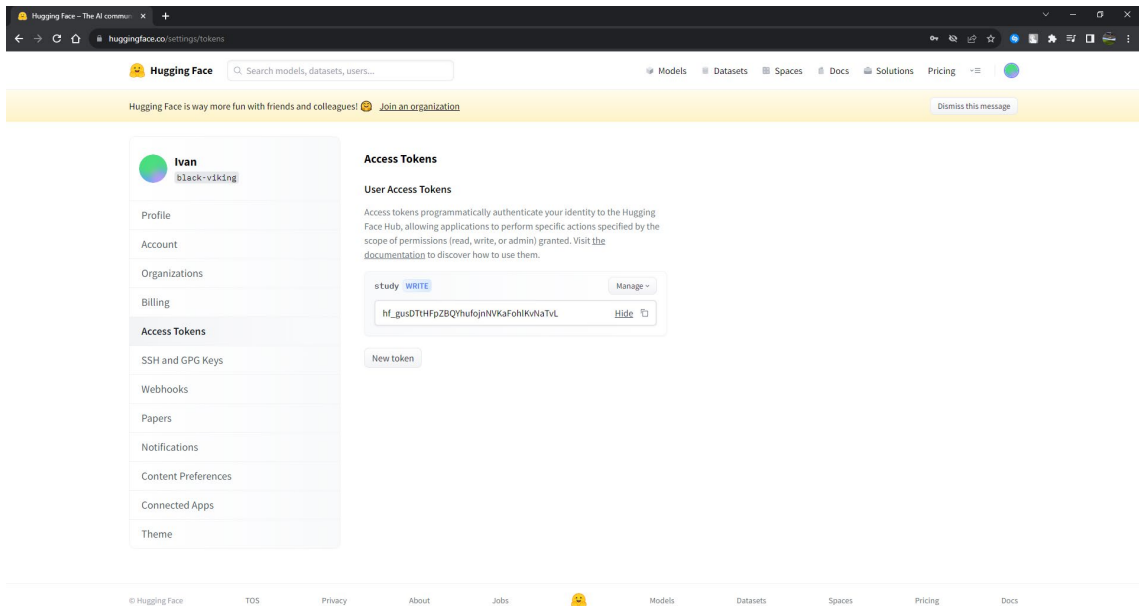 Hugging Face – The AI commun
huggingface.co/settings/tokens
Hugging Face
Search models, datasets, users...
Models Datasets Spaces Docs Solutions Pricing
Hugging Face is way more fun with friends and colleagues! 🤗 Join an organization
Dismiss this message
Ivan
black-viking
Profile
Account
Organizations
Billing
Access Tokens
SSH and GPG Keys
Webhooks
Papers
Notifications
Content Preferences
Connected Apps
Theme
Access Tokens
User Access Tokens
Access tokens programmatically authenticate your identity to the Hugging
Face Hub, allowing applications to perform specific actions specified by the
scope of permissions (read, write, or admin) granted. Visit the
documentation to discover how to use them.
study WRITE
Manage
Hide
New token
© Hugging Face TOS Privacy About Jobs Models Datasets Spaces Pricing Docs